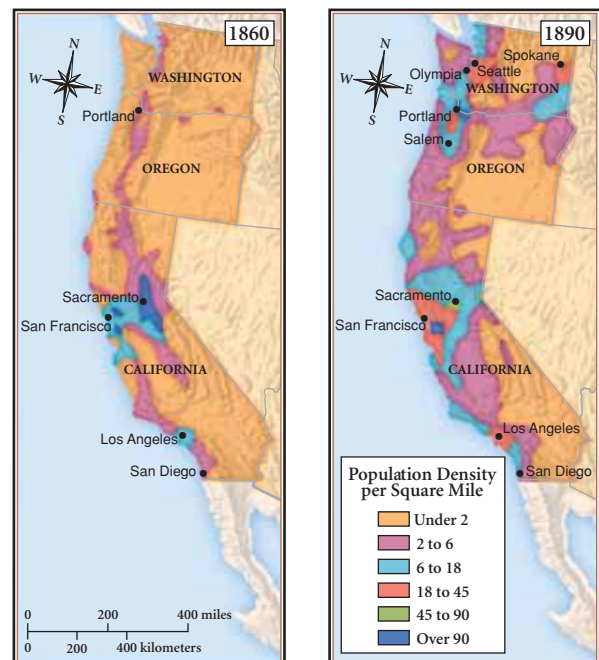 1860
N
W
E
S
WASHINGTON
Portland
OREGON
Sacramento
San Francisco
CALIFORNIA
Los Angeles
San Diego
0 200 400 miles
0 200 400 kilometers
1890
N
W
E
S
Spokane
Olympia
Seattle
WASHINGTON
Portland
Salem
OREGON
Sacramento
San Francisco
CALIFORNIA
Los Angeles
San Diego
Population Density
per Square Mile
Under 2
2 to 6
6 to 18
18 to 45
45 to 90
Over 90